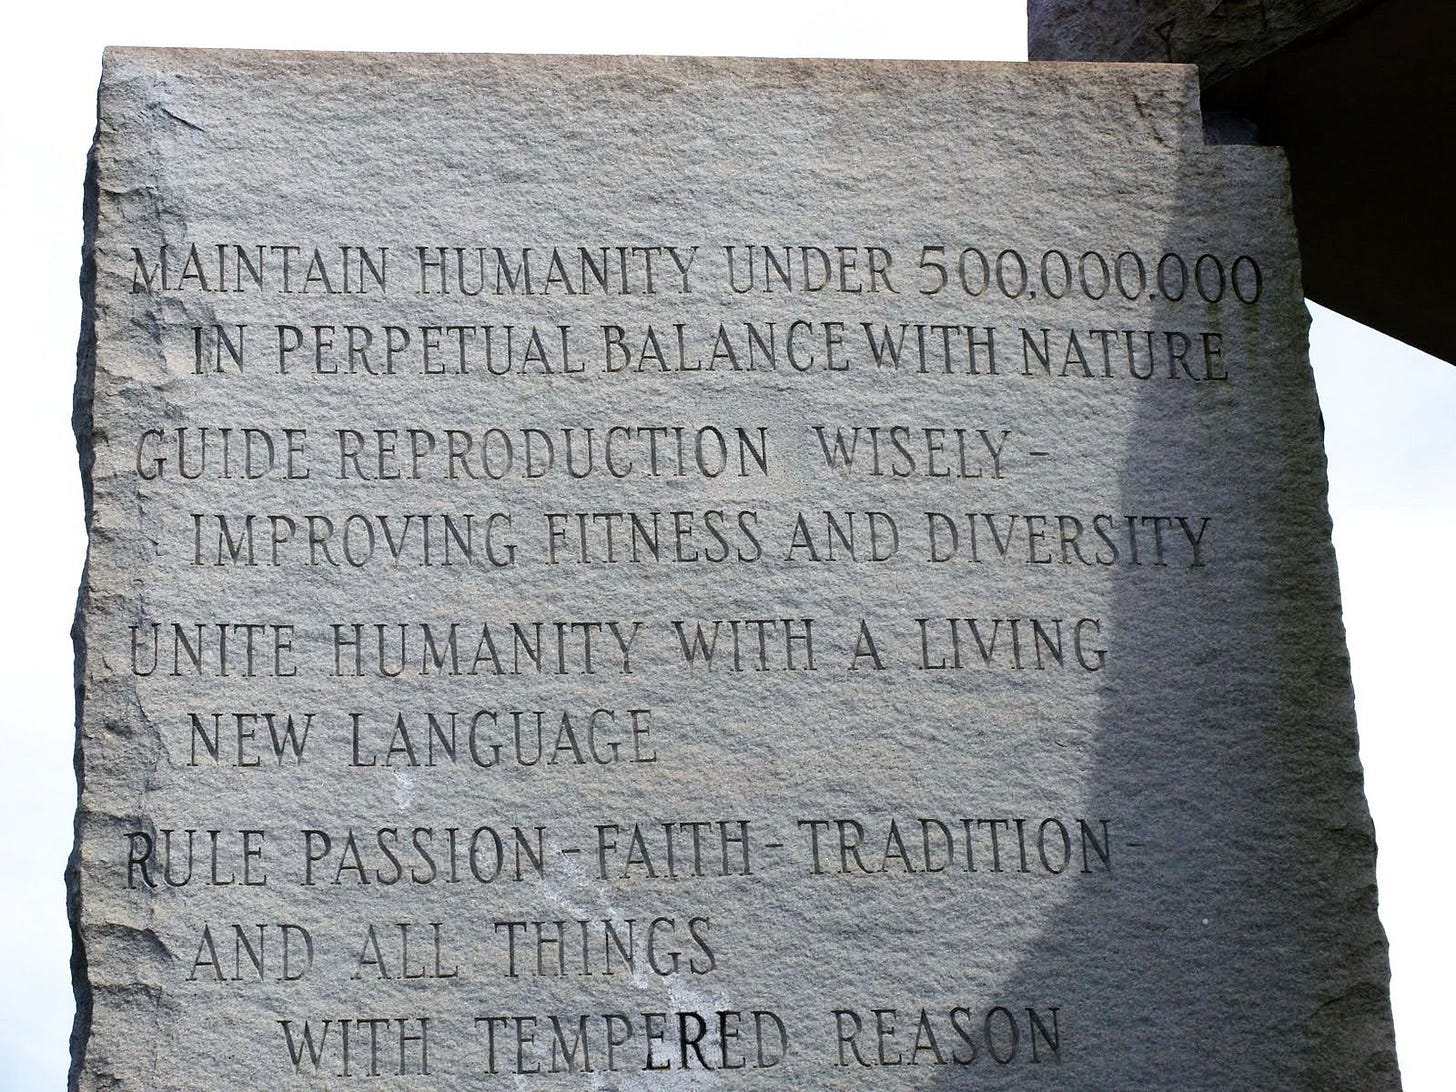 MAINTAIN HUMANITY UNDER 500,000,000
IN PERPETUAL BALANCE WITH NATURE
GUIDE REPRODUCTION WISELY -
IMPROVING FITNESS AND DIVERSITY
UNITE HUMANITY WITH A LIVING
NEW LANGUAGE
RULE PASSION - FAITH - TRADITION -
AND ALL THINGS
WITH TEMPERED REASON